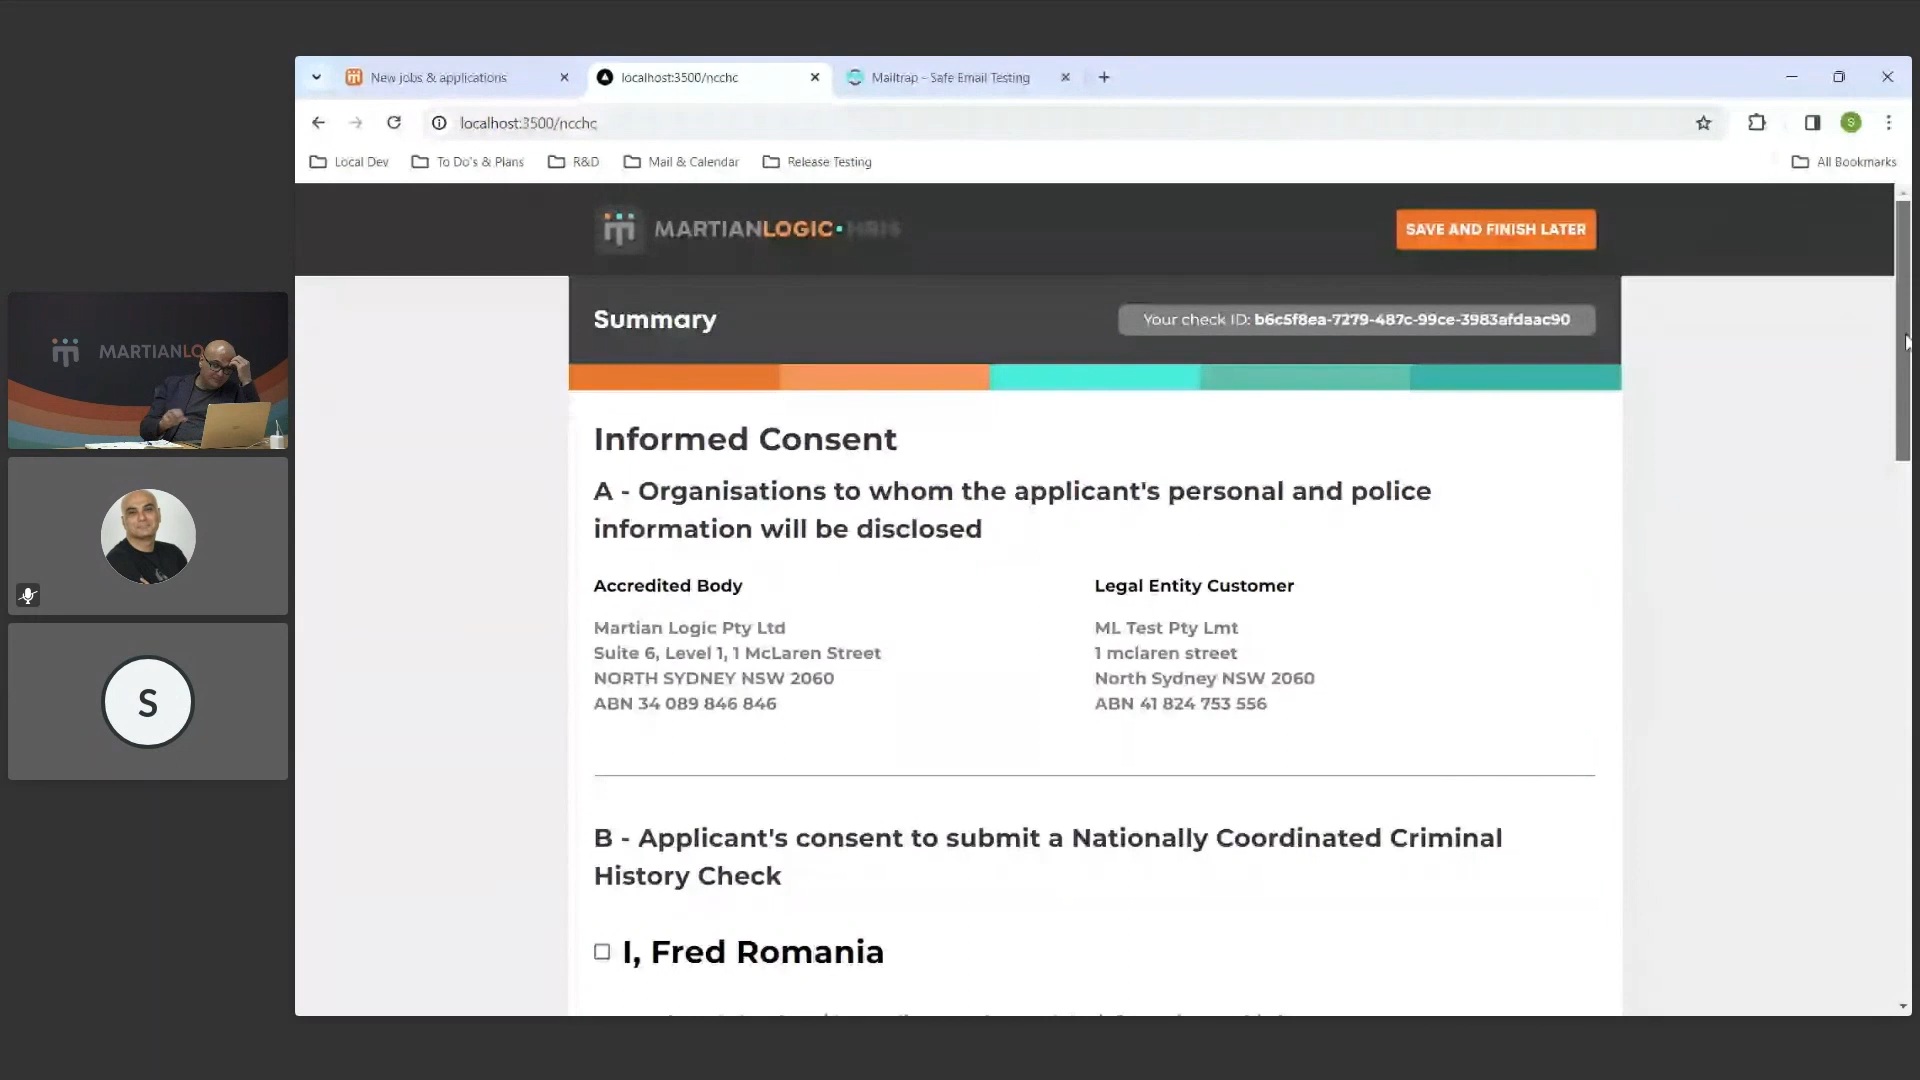 New jobs & applications
localhost:3500/ncchc
Mailtrap - Safe Email Testing
localhost:3500/ncchc
S
Local Dev
To Do's & Plans
R&D
Mail & Calendar
Release Testing
All Bookmarks
MARTIANLOGIC HRIS
SAVE AND FINISH LATER
Summary
Your check ID: b6c5f8ea-7279-487c-99ce-3983afdaac90
Informed Consent
A - Organisations to whom the applicant's personal and police
information will be disclosed
Accredited Body
Martian Logic Pty Ltd
Suite 6, Level 1, 1 McLaren Street
NORTH SYDNEY NSW 2060
ABN 34 089 846 846
Legal Entity Customer
ML Test Pty Lmt
1 mclaren street
North Sydney NSW 2060
ABN 41 824 753 556
B - Applicant's consent to submit a Nationally Coordinated Criminal
History Check
I, Fred Romania
MARTIANLO
S